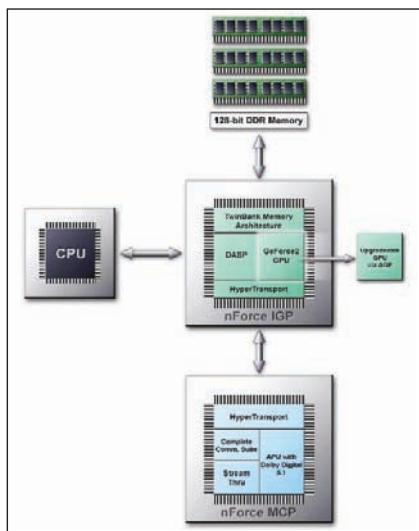 128-bit DDR Memory
TwinBank Memory
Architecture
CPU
DASP
GeForce2
GPU
Upgradeable
GPU
via AGP
HyperTransport
nForce IGP
HyperTransport
Complete
Comm. Suite
APU with
Dolby Digital
5.1
Stream
Thru
nForce MCP